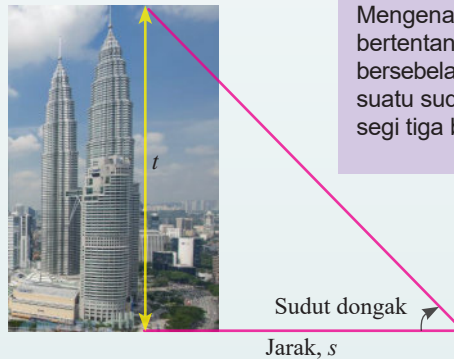 Mengena
bertentan
bersebela
suatu sud
segi tiga b
t
Sudut dongak
Jarak, s